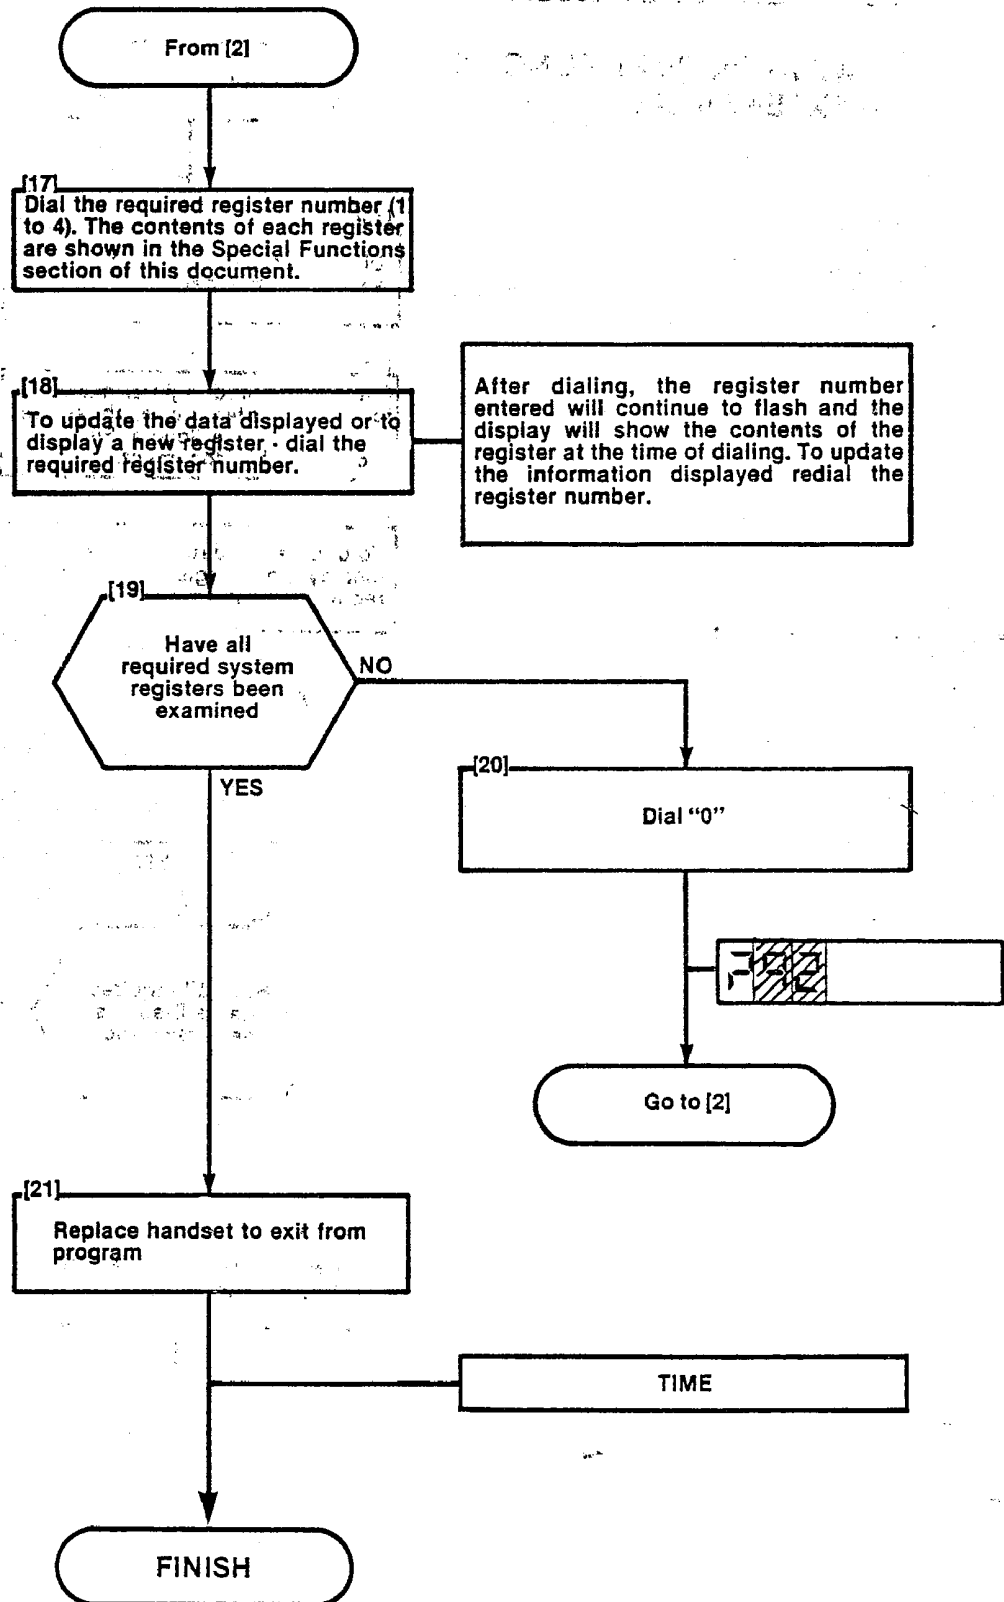 From [2]
[17]
Dial the required register number (1
to 4). The contents of each register
are shown in the Special Functions
section of this document.
[18]
To update the data displayed or to
display a new register - dial the
required register number.
After dialing, the register number
entered will continue to flash and the
display will show the contents of the
register at the time of dialing. To update
the information displayed redial the
register number.
[19]
Have all
required system
registers been
examined
NO
YES
[20]
Dial "0"
Go to [2]
[21]
Replace handset to exit from
program
TIME
FINISH